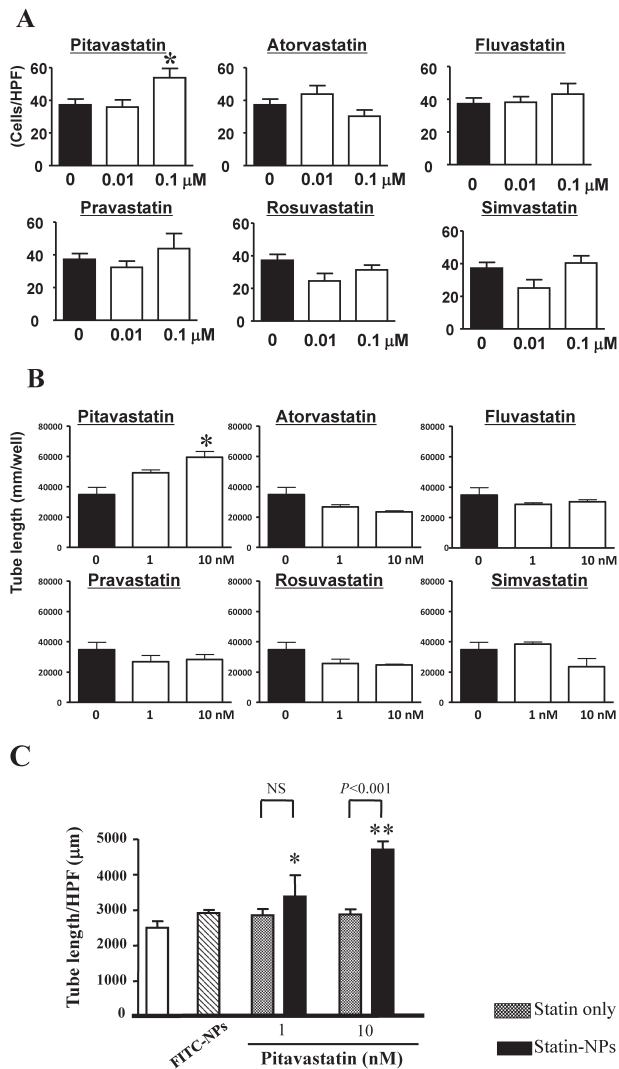 A
Pitavastatin Atorvastatin Fluvastatin
*
(Cells/HPF)
60 60 60
40 40 40
20 20 20
0 0 0
0 0.01 0.1 μM 0 0.01 0.1 μM 0 0.01 0.1 μM
Pravastatin Rosuvastatin Simvastatin
60 60 60
40 40 40
20 20 20
0 0 0
0 0.01 0.1 μM 0 0.01 0.1 μM 0 0.01 0.1 μM
B
Pitavastatin Atorvastatin Fluvastatin
*
Tube length (mm/well)
80000 80000 80000
60000 60000 60000
40000 40000 40000
20000 20000 20000
0 0 0
0 1 10 nM 0 1 10 nM 0 1 10 nM
Pravastatin Rosuvastatin Simvastatin
80000 80000 80000
60000 60000 60000
40000 40000 40000
20000 20000 20000
0 0 0
0 1 10 nM 0 1 10 nM 0 1 nM 10 nM
C
NS P<0.001
* **
Tube length/HPF (μm)
5000
4000
3000
2000
1000
0
FITC-NPs
1 10
Pitavastatin (nM)
Statin only
Statin-NPs